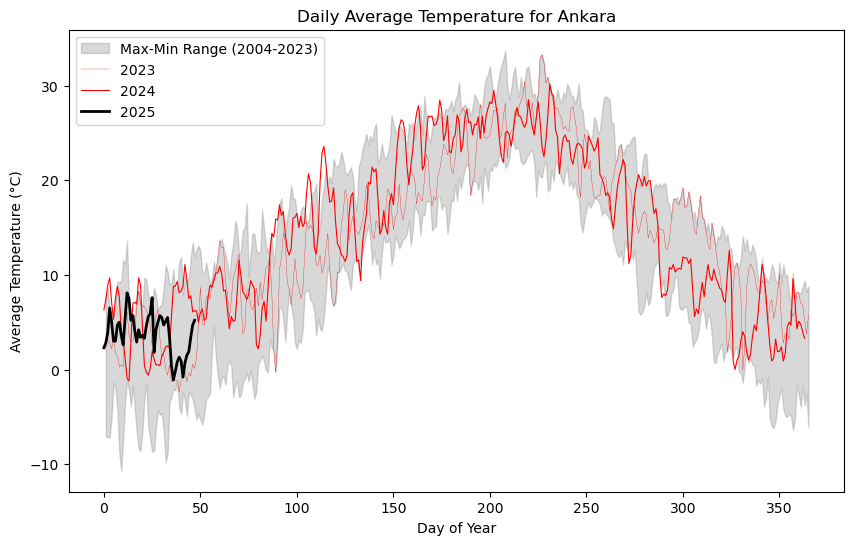 Daily Average Temperature for Ankara
Max-Min Range (2004-2023)
2023
2024
2025
Average Temperature (°C)
30
20
10
0
−10
0 50 100 150 200 250 300 350
Day of Year